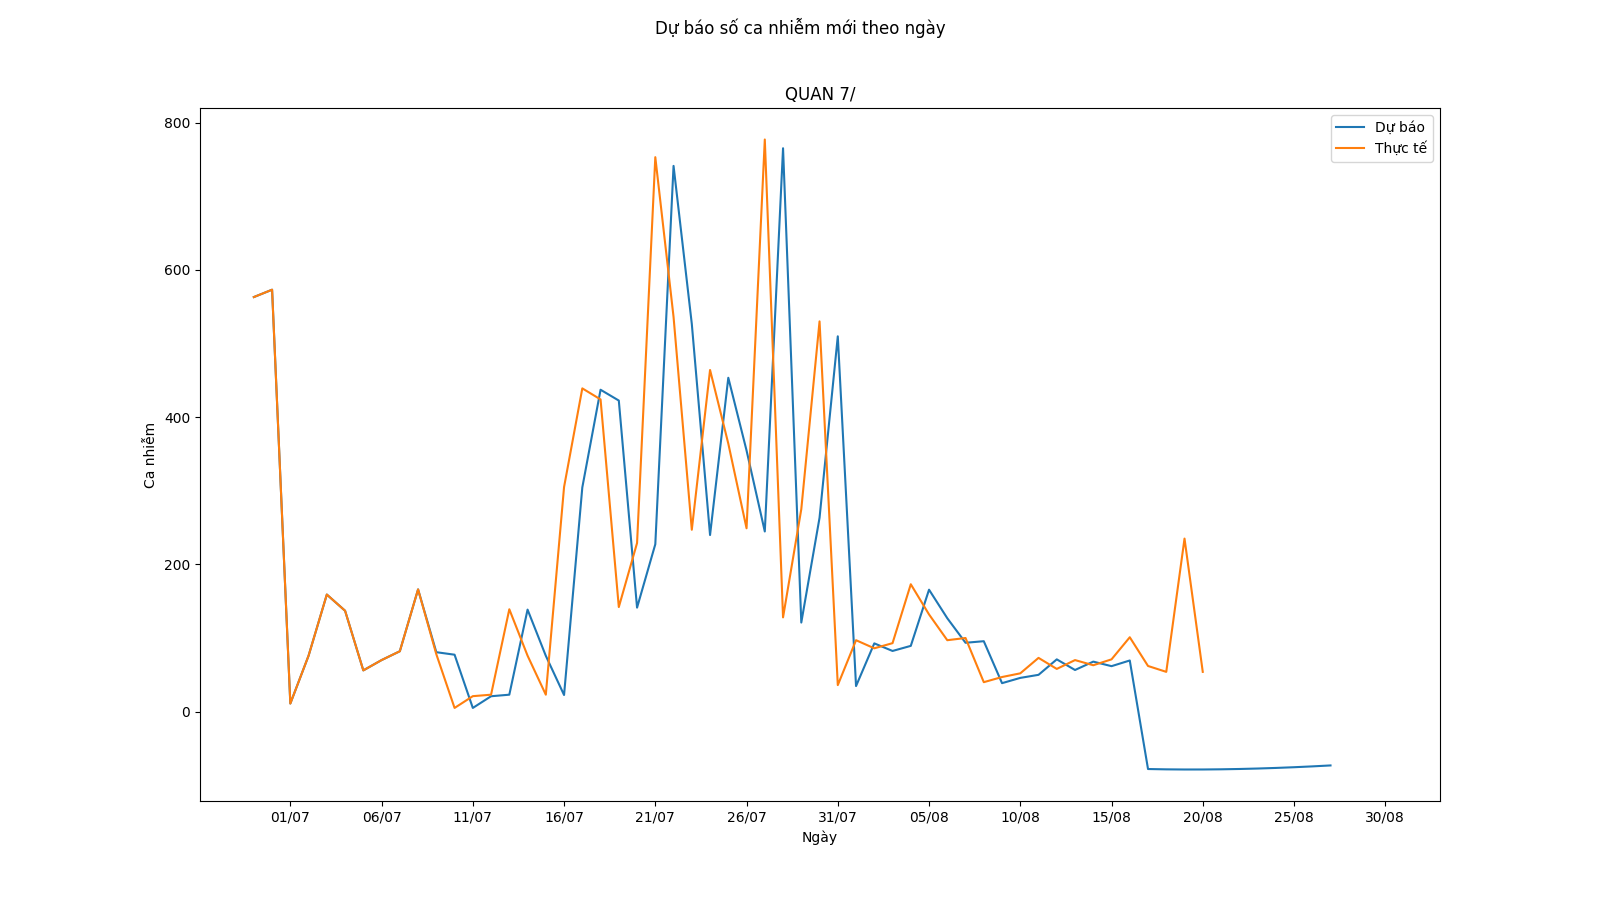 Dự báo số ca nhiễm mới theo ngày
QUAN 7/
Dự báo
Thực tế
800
600
400
200
0
Ca nhiễm
01/07 06/07 11/07 16/07 21/07 26/07 31/07 05/08 10/08 15/08 20/08 25/08 30/08
Ngày